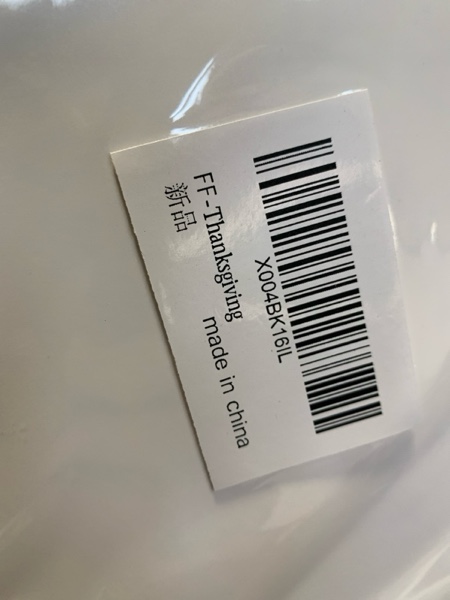 X004BK16IL
FF-Thanksgiving
新品
made in china